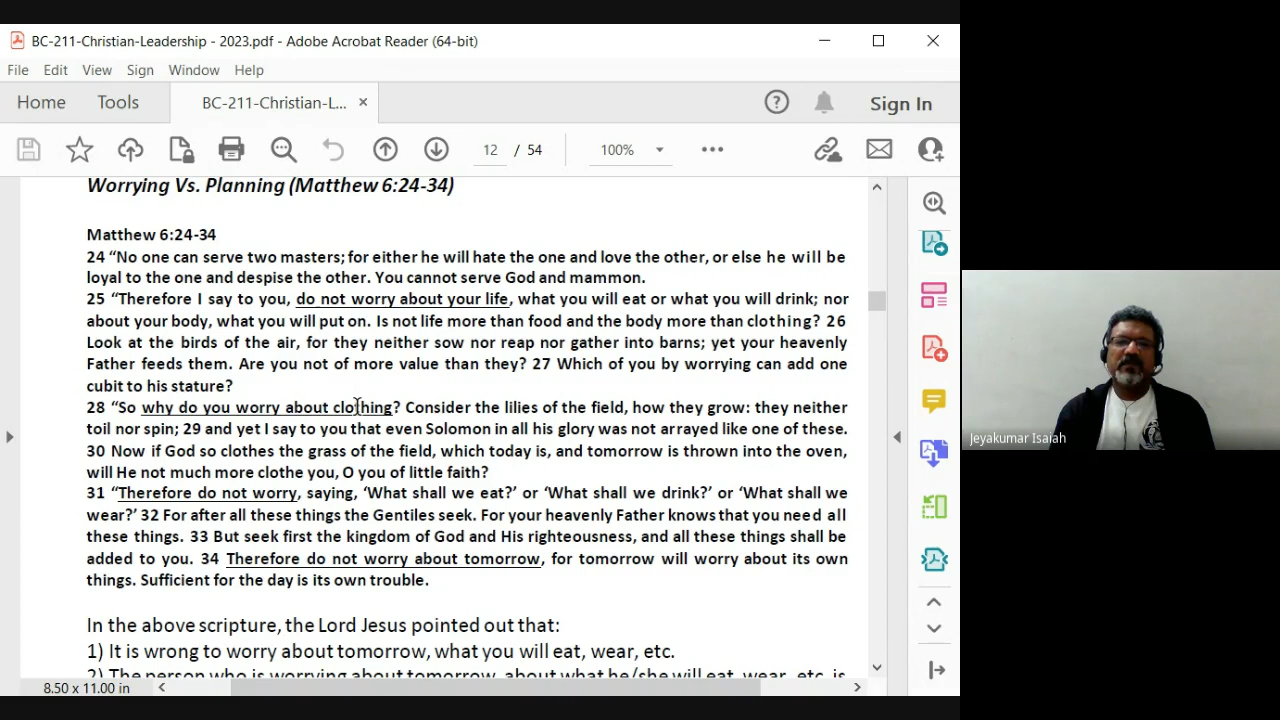 BC-211-Christian-Leadership - 2023.pdf - Adobe Acrobat Reader (64-bit)
File Edit View Sign Window Help
Home Tools BC-211-Christian-L... × Sign In
12 / 54 100%
Worrying Vs. Planning (Matthew 6:24-34)
Matthew 6:24-34
24 “No one can serve two masters; for either he will hate the one and love the other, or else he will be
loyal to the one and despise the other. You cannot serve God and mammon.
25 “Therefore I say to you, do not worry about your life, what you will eat or what you will drink; nor
about your body, what you will put on. Is not life more than food and the body more than clothing? 26
Look at the birds of the air, for they neither sow nor reap nor gather into barns; yet your heavenly
Father feeds them. Are you not of more value than they? 27 Which of you by worrying can add one
cubit to his stature?
28 “So why do you worry about clothing? Consider the lilies of the field, how they grow: they neither
toil nor spin; 29 and yet I say to you that even Solomon in all his glory was not arrayed like one of these.
30 Now if God so clothes the grass of the field, which today is, and tomorrow is thrown into the oven,
will He not much more clothe you, O you of little faith?
31 “Therefore do not worry, saying, ‘What shall we eat?’ or ‘What shall we drink?’ or ‘What shall we
wear?’ 32 For after all these things the Gentiles seek. For your heavenly Father knows that you need all
these things. 33 But seek first the kingdom of God and His righteousness, and all these things shall be
added to you. 34 Therefore do not worry about tomorrow, for tomorrow will worry about its own
things. Sufficient for the day is its own trouble.
In the above scripture, the Lord Jesus pointed out that:
1) It is wrong to worry about tomorrow, what you will eat, wear, etc.
2) The person who is worrying about tomorrow, about what he/she will eat, wear, etc. is
8.50 x 11.00 in
Jeyakumar Isaiah